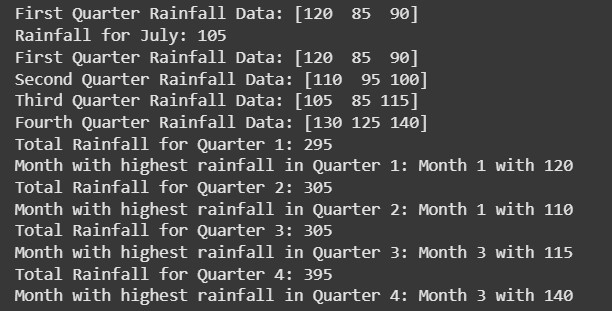 First Quarter Rainfall Data: [120  85  90]
Rainfall for July: 105
First Quarter Rainfall Data: [120  85  90]
Second Quarter Rainfall Data: [110  95 100]
Third Quarter Rainfall Data: [105  85 115]
Fourth Quarter Rainfall Data: [130 125 140]
Total Rainfall for Quarter 1: 295
Month with highest rainfall in Quarter 1: Month 1 with 120
Total Rainfall for Quarter 2: 305
Month with highest rainfall in Quarter 2: Month 1 with 110
Total Rainfall for Quarter 3: 305
Month with highest rainfall in Quarter 3: Month 3 with 115
Total Rainfall for Quarter 4: 395
Month with highest rainfall in Quarter 4: Month 3 with 140